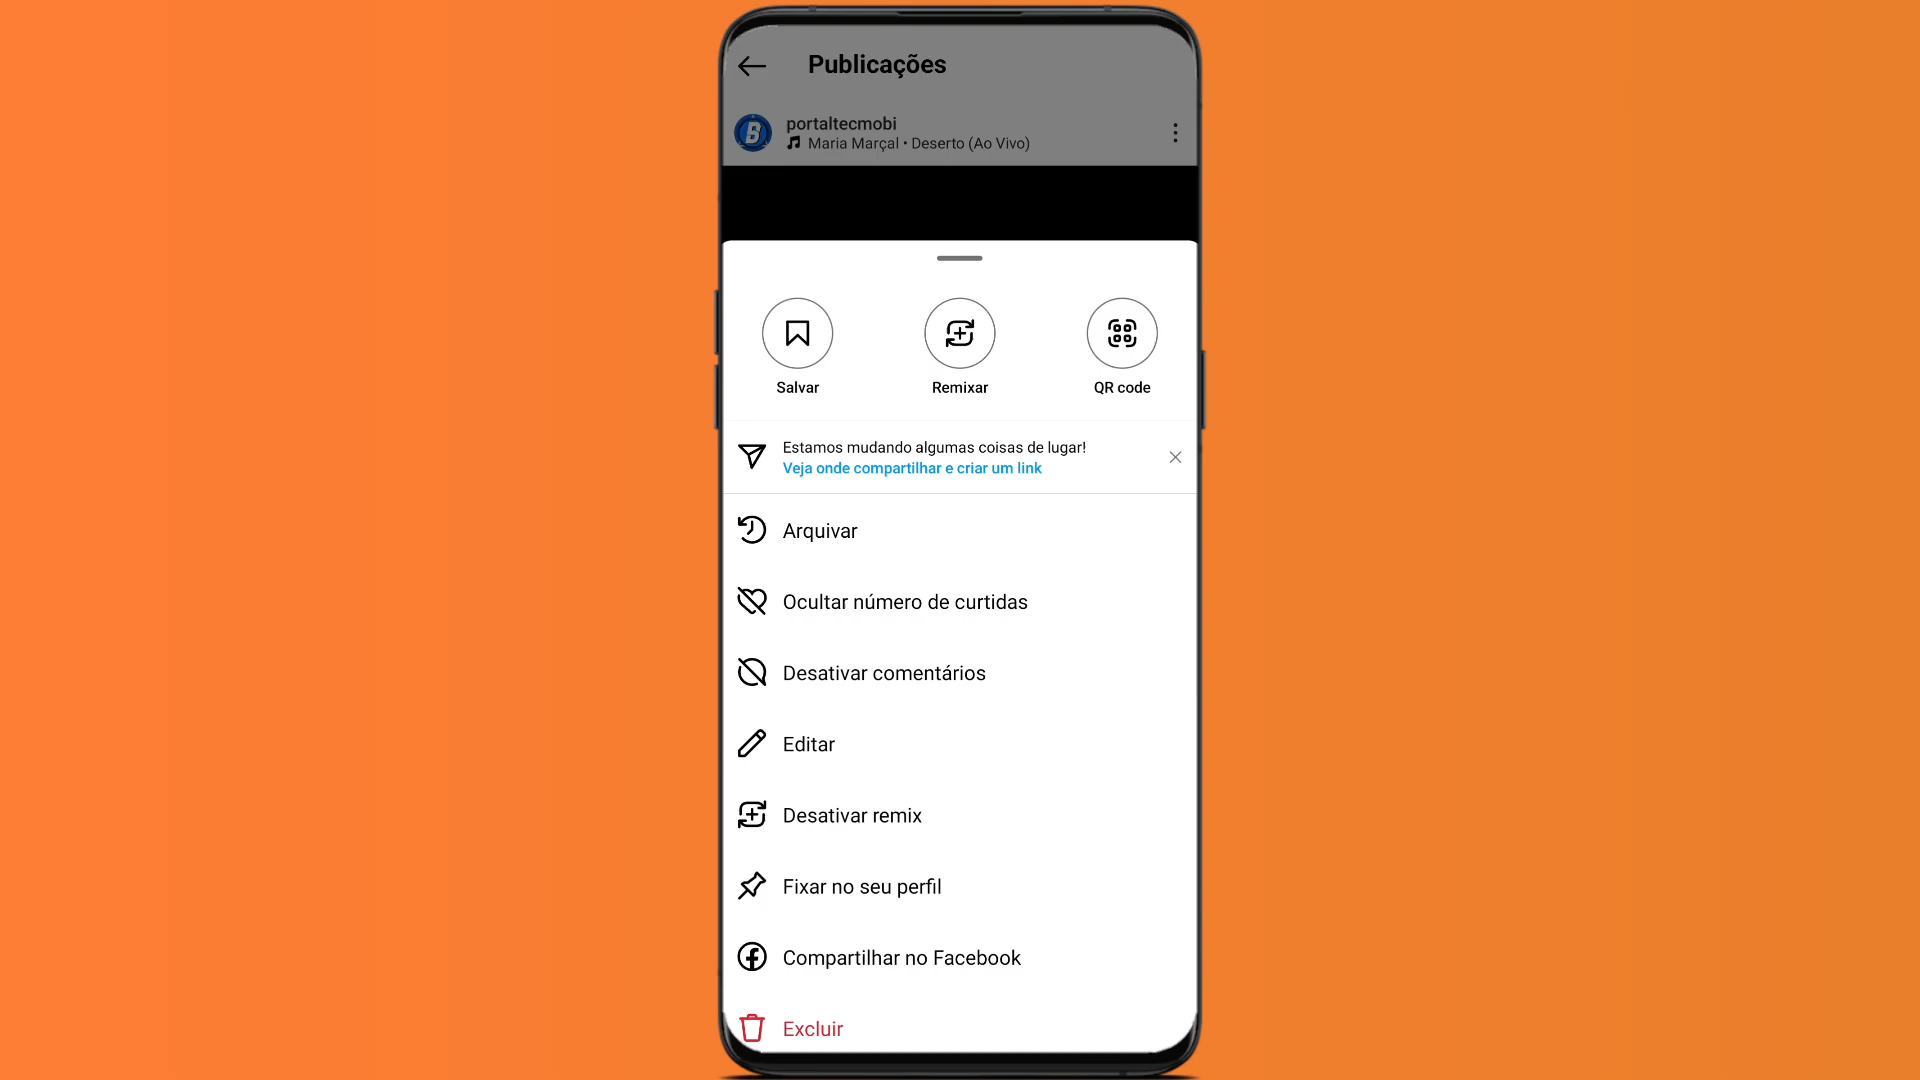 Publicações
B
portaltecmobi
Maria Marçal • Deserto (Ao Vivo)
Salvar
Remixar
QR code
Estamos mudando algumas coisas de lugar!
Veja onde compartilhar e criar um link
Arquivar
Ocultar número de curtidas
Desativar comentários
Editar
Desativar remix
Fixar no seu perfil
Compartilhar no Facebook
Excluir